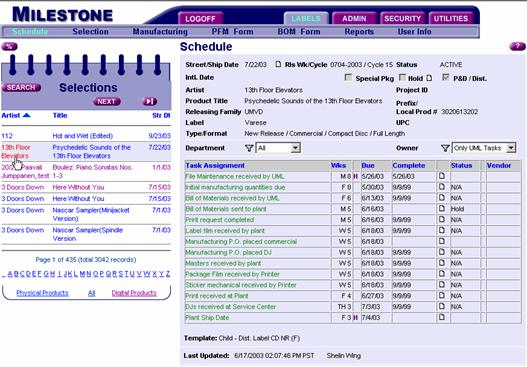 MILESTONE
LOGOFF LABELS ADMIN SECURITY UTILITIES
Schedule Selection Manufacturing PFM Form BOM Form Reports User Info
%
SEARCH Selections
NEXT
Artist Title Str Dt
112 Hot and Wet (Edited) 9/23/03
13th Floor Elevators Psychedelic Sounds of the 13th Floor Elevators 7/22/03
Paavali Jumppanen, test Boulez: Piano Sonatas Nos. 1-3 1/1/03
3 Doors Down Here Without You 7/15/03
3 Doors Down Here Without You 7/15/03
3 Doors Down Nascar Sampler(Minijacket Version) 7/1/03
3 Doors Down Nascar Sampler(Spindle Version) 7/1/03
Page 1 of 435 (total 3042 records)
_ A B C D E F G H I J K L M N O P Q R S T U V W X Y Z
Physical Products All Digital Products
Schedule ?
Street/Ship Date 7/22/03 Rls Wk/Cycle 0704-2003 / Cycle 15 Status ACTIVE
Intl. Date Special Pkg Hold P&D / Dist.
Artist 13th Floor Elevators Project ID
Product Title Psychedelic Sounds of the 13th Floor Elevators Prefix/
Releasing Family UMVD Local Prod # 3020613202
Label Varese UPC
Type/Format New Release / Commercial / Compact Disc / Full Length
Department All Owner Only UML Tasks
Task Assignment Wks Due Complete Status Vendor
File Maintenance received by UML M 8 H 5/26/03 5/26/03
Initial manufacturing quantities due F 8 5/30/03 9/9/99 N/A
Bill of Materials received by UML F 6 6/13/03 9/9/99 N/A
Bill of Materials sent to plant M 5 6/16/03 Hold
Print request completed M 5 6/16/03 9/9/99 N/A
Label film received by plant W 5 6/18/03 9/9/99 N/A
Manufacturing P.O. placed commercial W 5 6/18/03
Manufacturing P.O. placed DJ W 5 6/18/03 9/9/99 N/A
Masters received by plant W 5 6/18/03 9/9/99 N/A
Package Film received by Printer W 5 6/18/03 9/9/99 N/A
Sticker mechanical received by Printer W 5 6/18/03 9/9/99 N/A
Print received at Plant F 4 6/27/03 9/9/99 N/A
DJs received at Service Center TH 3 7/3/03 9/9/99 N/A
Plant Ship Date F 3 H 7/4/03
Template: Child - Dist. Label CD NR (F)
Last Updated: 6/17/2003 02:07:46 PM PST Shelin Wing